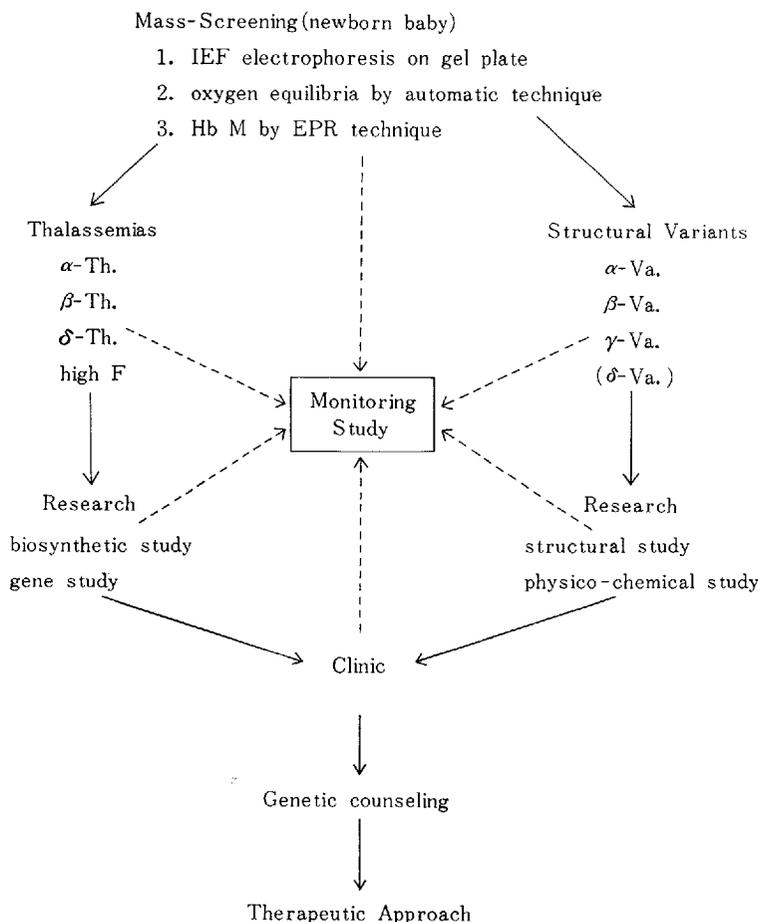 Mass-Screening(newborn baby)
1. IEF electrophoresis on gel plate
2. oxygen equilibria by automatic technique
3. Hb M by EPR technique
Thalassemias
α-Th.
β-Th.
δ-Th.
high F
Structural Variants
α-Va.
β-Va.
γ-Va.
(δ-Va.)
Monitoring
Study
Research
biosynthetic study
gene study
Research
structural study
physico-chemical study
Clinic
Genetic counseling
Therapeutic Approach